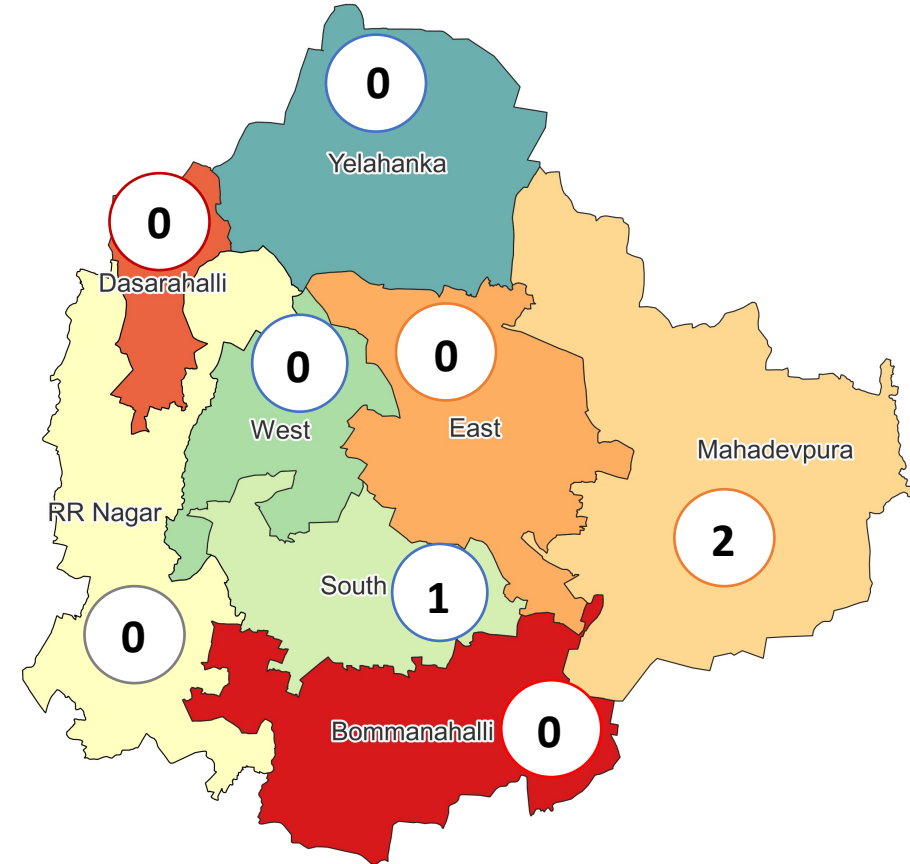 0
Yelahanka
0
Dasarahalli
0
West
0
East
Mahadevpura
2
RR Nagar
South
1
0
Bommanahalli
0